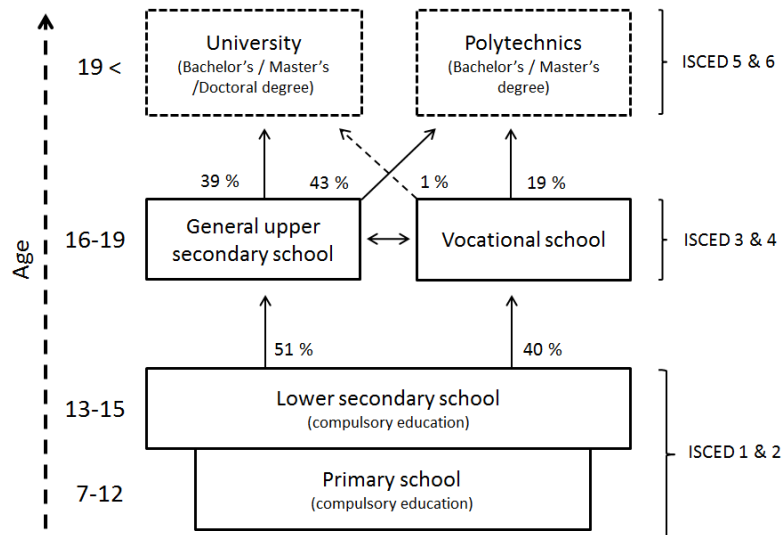 University
(Bachelor's / Master's
/Doctoral degree)
Polytechnics
(Bachelor's / Master's
degree)
19 <
ISCED 5 & 6
39 %
43 %
1 %
19 %
General upper
secondary school
Vocational school
16-19
ISCED 3 & 4
Age
51 %
40 %
Lower secondary school
(compulsory education)
13-15
ISCED 1 & 2
Primary school
(compulsory education)
7-12